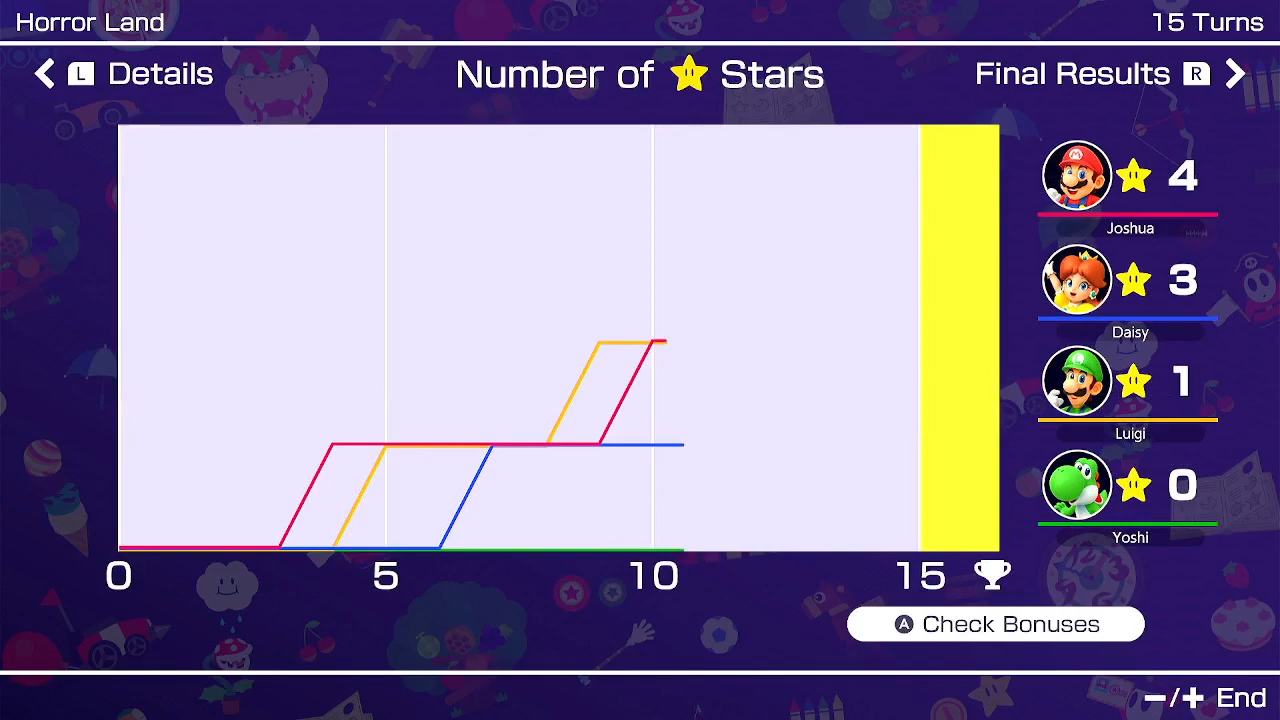 Horror Land
15 Turns
L Details
Number of Stars
Final Results R
4
Joshua
3
Daisy
1
Luigi
0
Yoshi
0 5 10 15
A Check Bonuses
−/+ End